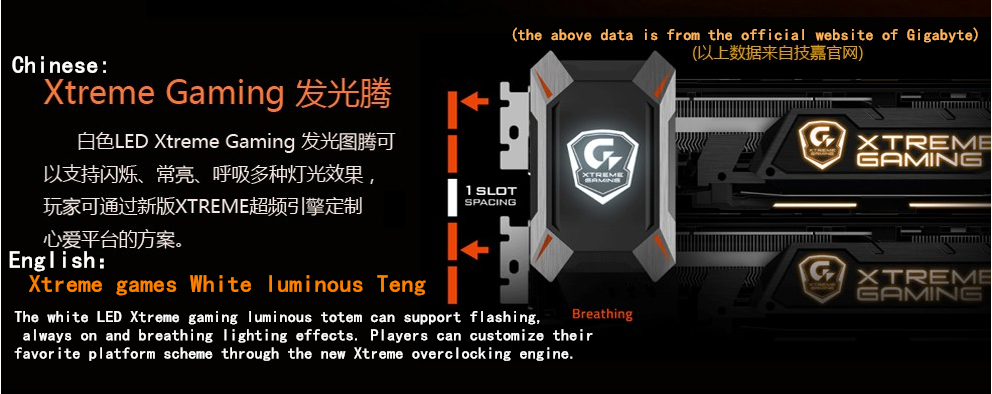 (the above data is from the official website of Gigabyte)
(以上数据来自技嘉官网)
Chinese:
Xtreme Gaming 发光腾
白色LED Xtreme Gaming 发光图腾可
以支持闪烁、常亮、呼吸多种灯光效果，
玩家可通过新版XTREME超频引擎定制
心爱平台的方案。
English:
Xtreme games White luminous Teng
The white LED Xtreme gaming luminous totem can support flashing,
always on and breathing lighting effects. Players can customize their
favorite platform scheme through the new Xtreme overclocking engine.
1 SLOT
SPACING
XTREME
GAMING
Breathing
XTREME
GAMING
XTREME
GAMING
XTREME
GAMING
XTREME
GAMING